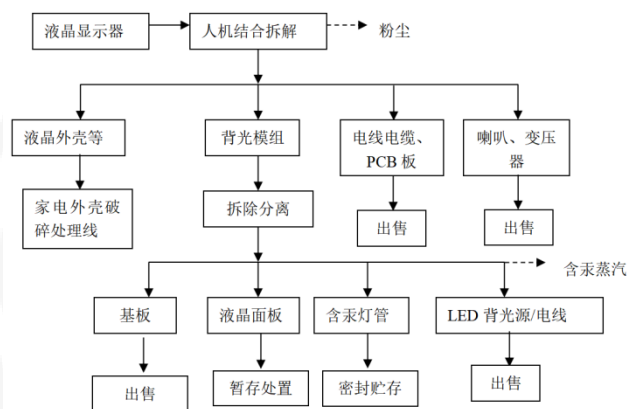 液晶显示器
人机结合拆解
粉尘
液晶外壳等
背光模组
电线电缆、
PCB 板
喇叭、变压
器
家电外壳破
碎处理线
拆除分离
出售
出售
含汞蒸汽
基板
液晶面板
含汞灯管
LED 背光源/电线
出售
暂存处置
密封贮存
出售